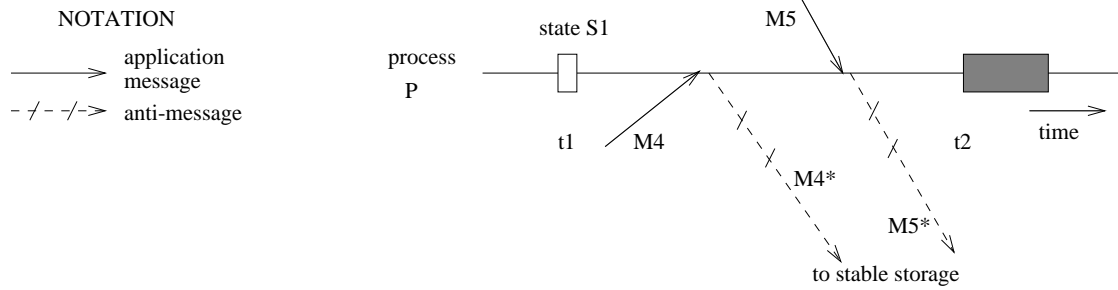 NOTATION
application
message
anti-message
process
P
state S1
t1
M4
M4*
M5
M5*
t2
time
to stable storage